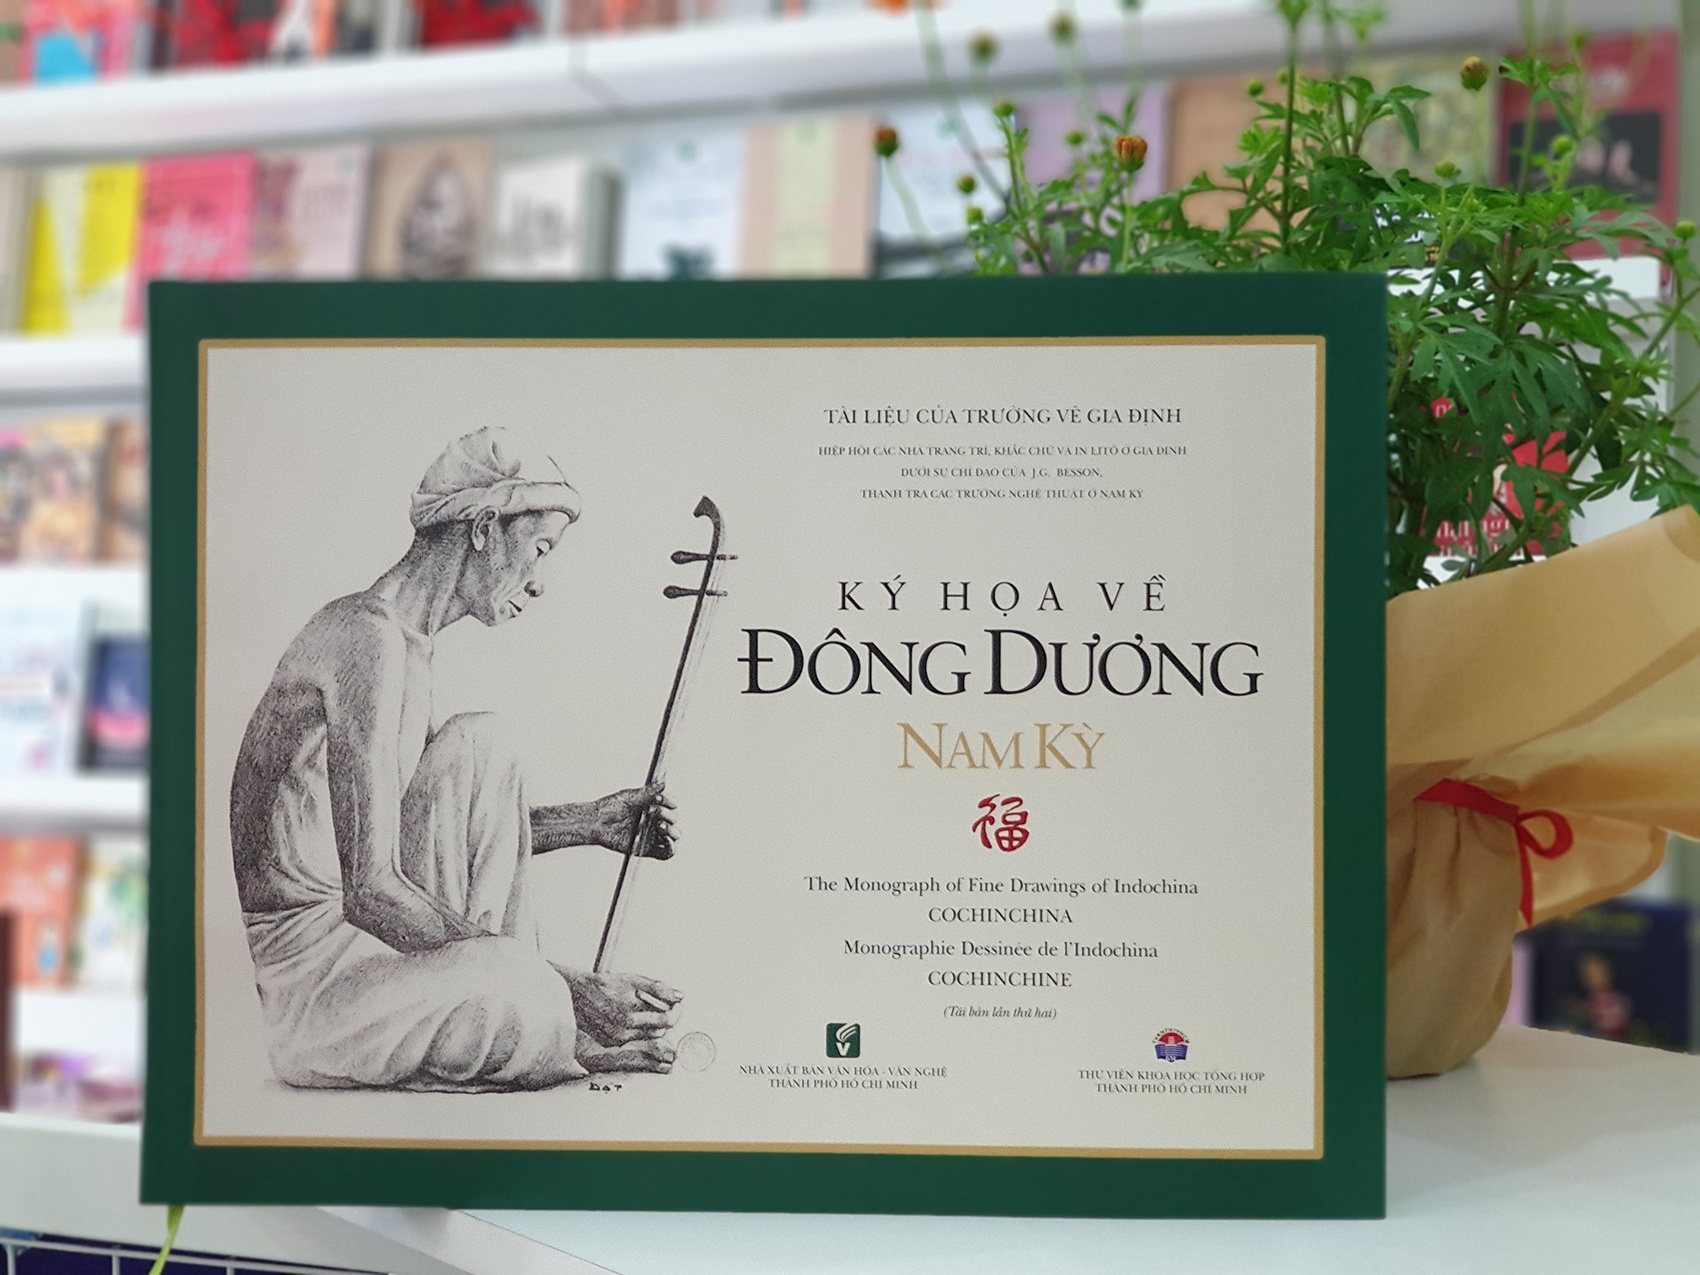 TÀI LIỆU CỦA TRƯỜNG VẼ GIA ĐỊNH
HIỆP HỘI CÁC NHÀ TRANG TRÍ, KHẮC CHỮ VÀ IN LITÔ Ở GIA ĐỊNH
DƯỚI SỰ CHỈ ĐẠO CỦA J.G. BESSON,
THANH TRA CÁC TRƯỜNG NGHỆ THUẬT Ở NAM KỲ
KÝ HỌA VỀ
ĐÔNG DƯƠNG
NAM KỲ
福
The Monograph of Fine Drawings of Indochina
COCHINCHINA
Monographie Dessinée de l'Indochina
COCHINCHINE
(Tái bản lần thứ hai)
V
NHÀ XUẤT BẢN VĂN HÓA - VĂN NGHỆ
THÀNH PHỐ HỒ CHÍ MINH
THƯ VIỆN KHOA HỌC TỔNG HỢP
THÀNH PHỐ HỒ CHÍ MINH
ĐẠT